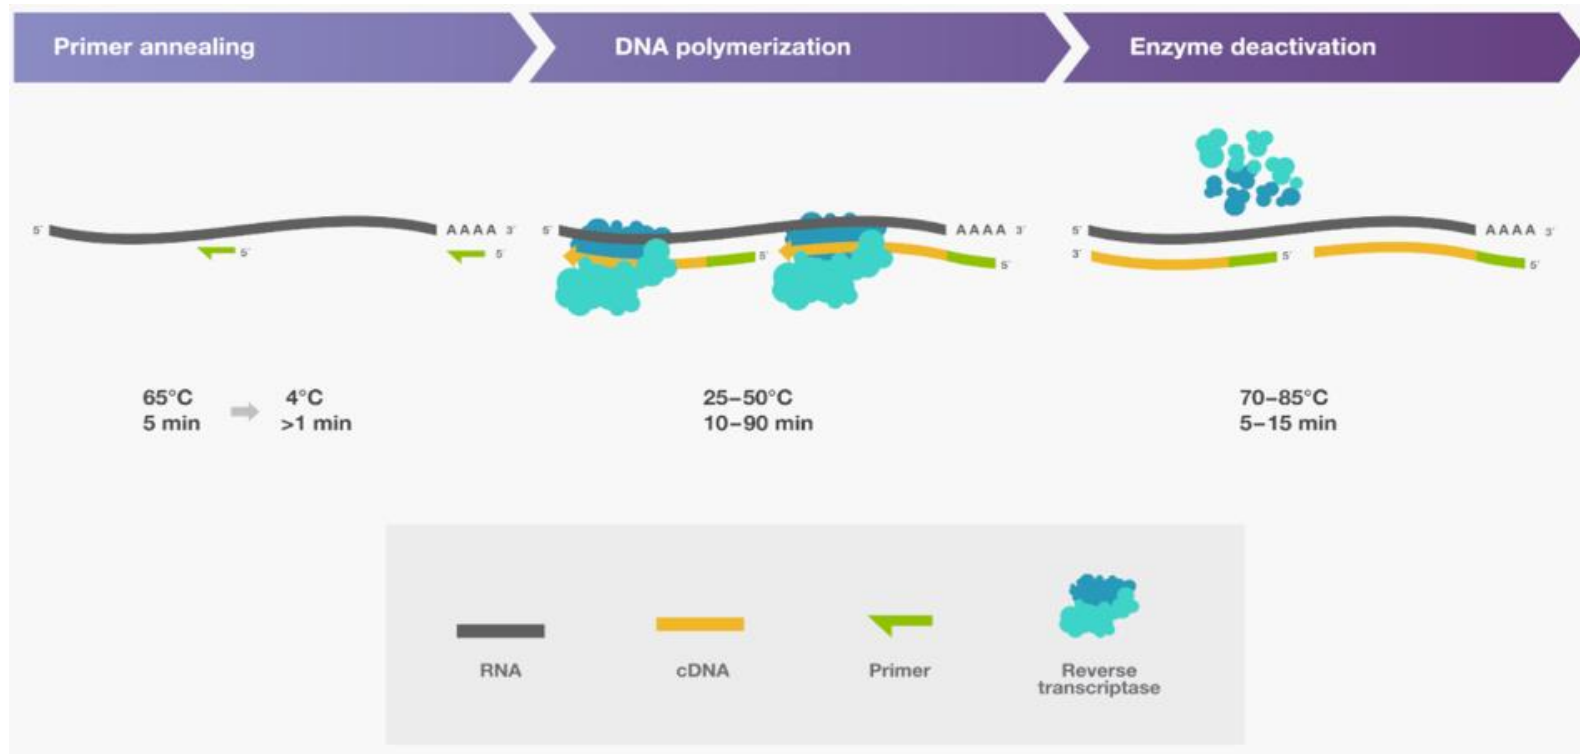 Primer annealing
DNA polymerization
Enzyme deactivation
5´
AAAA 3´
5´
5´
5´
AAAA 3´
5´
5´
5´
AAAA 3´
3´
5´
5´
65°C
5 min
4°C
>1 min
25–50°C
10–90 min
70–85°C
5–15 min
RNA
cDNA
Primer
Reverse
transcriptase